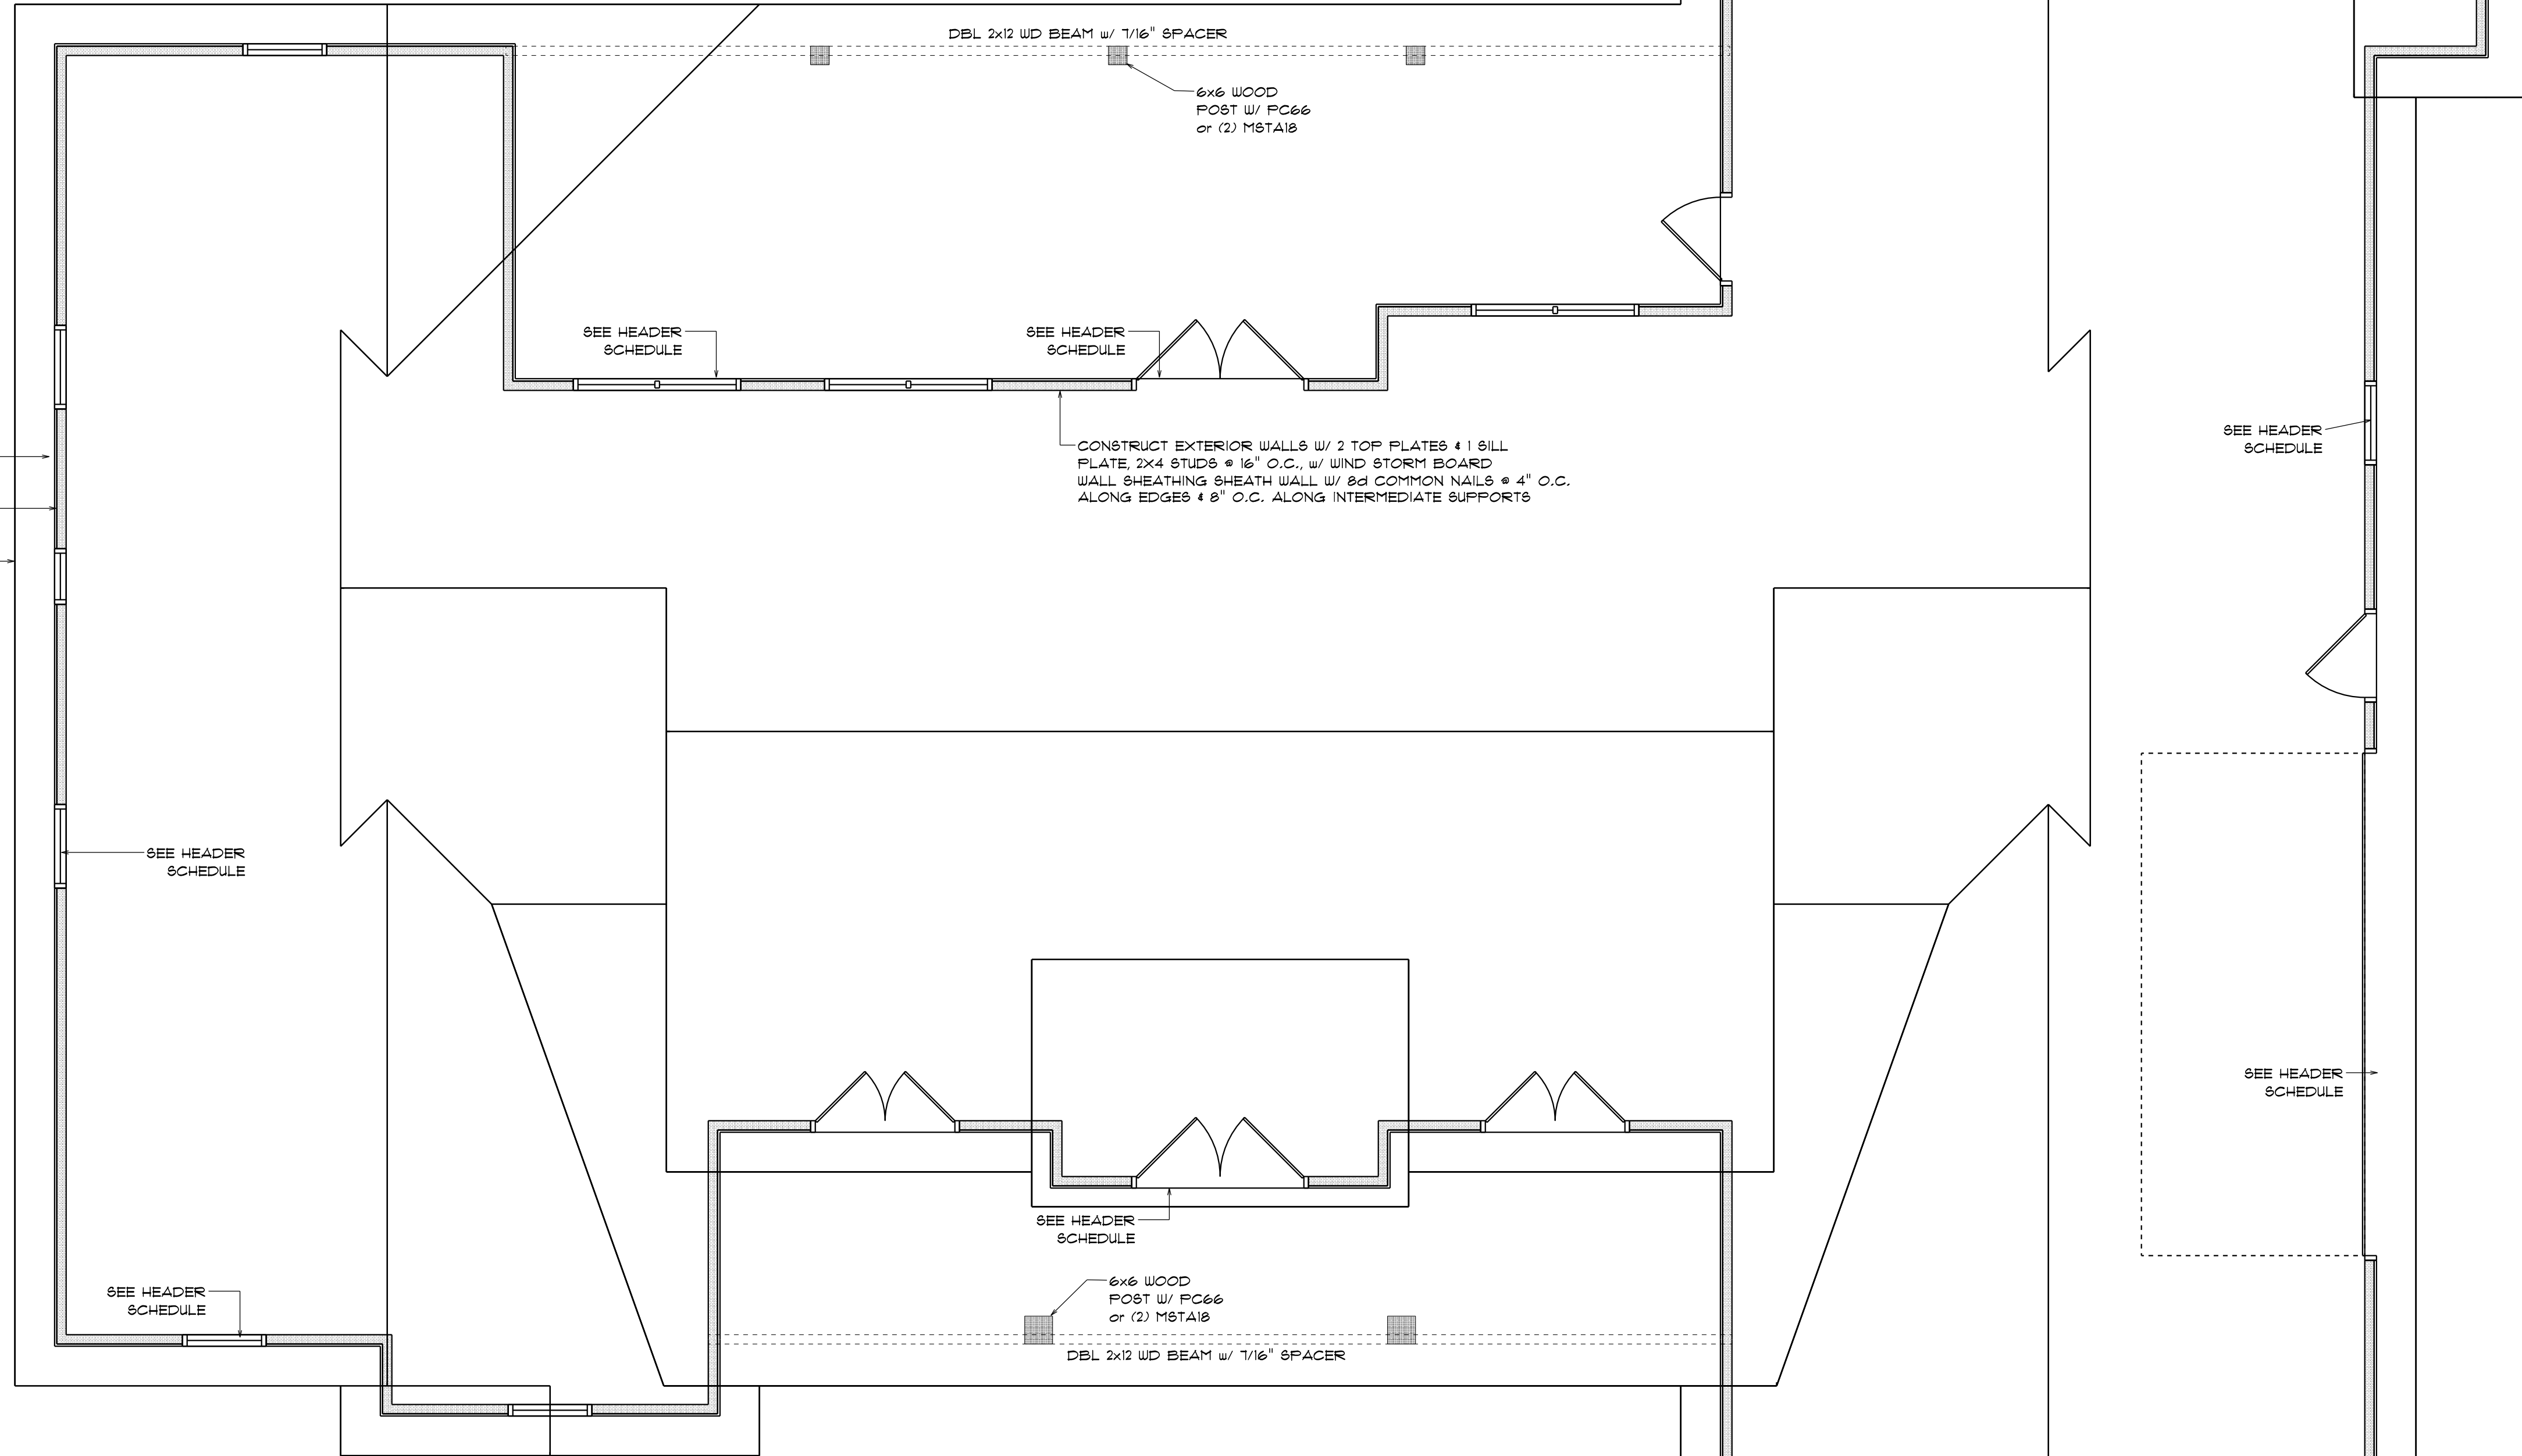 DBL 2x12 WD BEAM w/ 7/16" SPACER
6x6 WOOD
POST W/ PC66
or (2) MSTA18
SEE HEADER
SCHEDULE
SEE HEADER
SCHEDULE
SEE HEADER
SCHEDULE
CONSTRUCT EXTERIOR WALLS W/ 2 TOP PLATES & 1 SILL
PLATE, 2X4 STUDS @ 16" O.C., w/ WIND STORM BOARD
WALL SHEATHING SHEATH WALL W/ 8d COMMON NAILS @ 4" O.C.
ALONG EDGES & 8" O.C. ALONG INTERMEDIATE SUPPORTS
SEE HEADER
SCHEDULE
SEE HEADER
SCHEDULE
SEE HEADER
SCHEDULE
SEE HEADER
SCHEDULE
6x6 WOOD
POST W/ PC66
or (2) MSTA18
DBL 2x12 WD BEAM w/ 7/16" SPACER